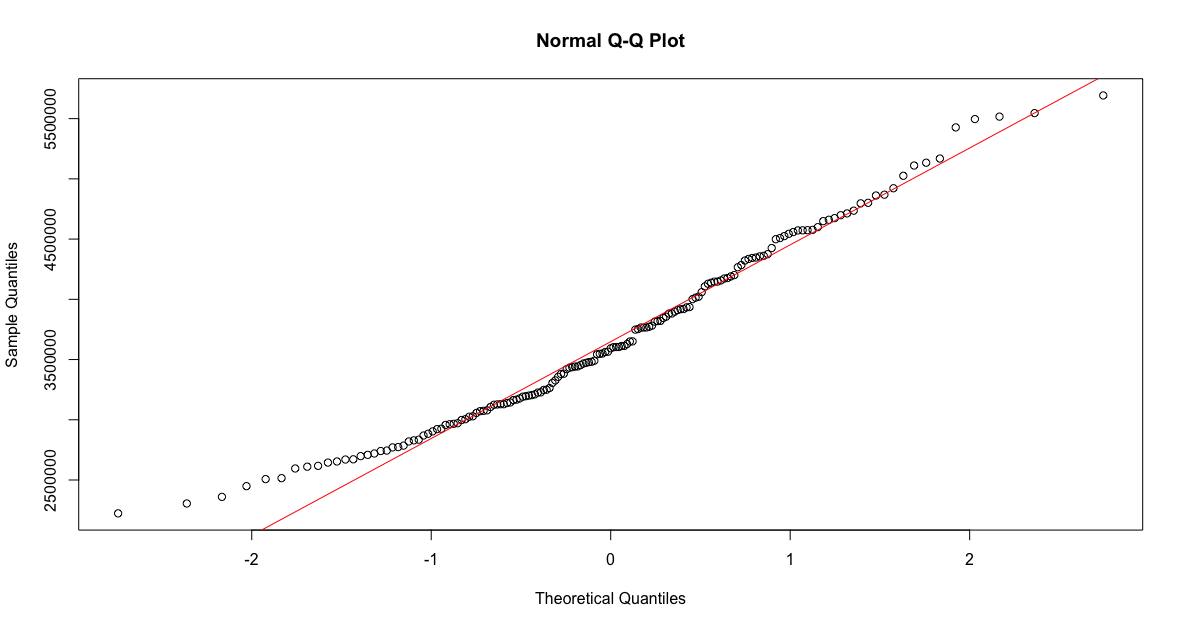 Normal Q-Q Plot
Sample Quantiles
5500000
4500000
3500000
2500000
-2 -1 0 1 2
Theoretical Quantiles